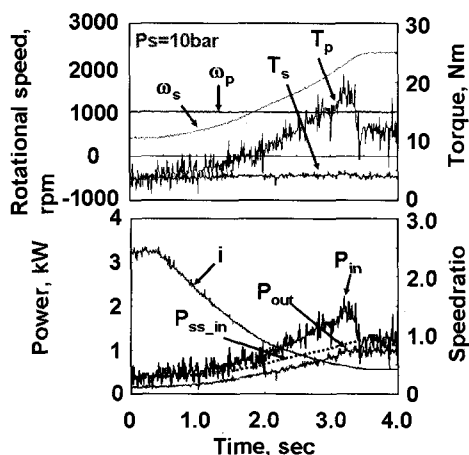 3000
2000
1000
0
-1000
Rotational speed,
rpm
Ps=10bar
ωs
ωp
Ts
Tp
30
20
10
0
Torque, Nm
4
3
2
1
0
Power, kW
i
Pss_in
Pout
Pin
3.0
2.0
1.0
0.0
Speedratio
0 1.0 2.0 3.0 4.0
Time, sec